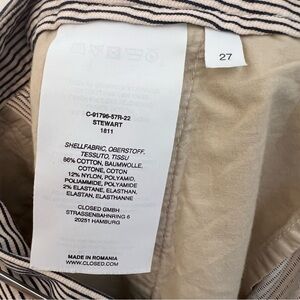 27
C-91796-57R-22
STEWART
1811
SHELLFABRIC, OBERSTOFF,
TESSUTO, TISSU
86% COTTON, BAUMWOLLE,
COTONE, COTON
12% NYLON, POLYAMID,
POLIAMMIDE, POLYAMIDE
2% ELASTANE, ELASTHAN,
ELASTAN, ELASTHANNE
CLOSED GMBH
STRASSENBAHNRING 6
20251 HAMBURG
MADE IN ROMANIA
WWW.CLOSED.COM